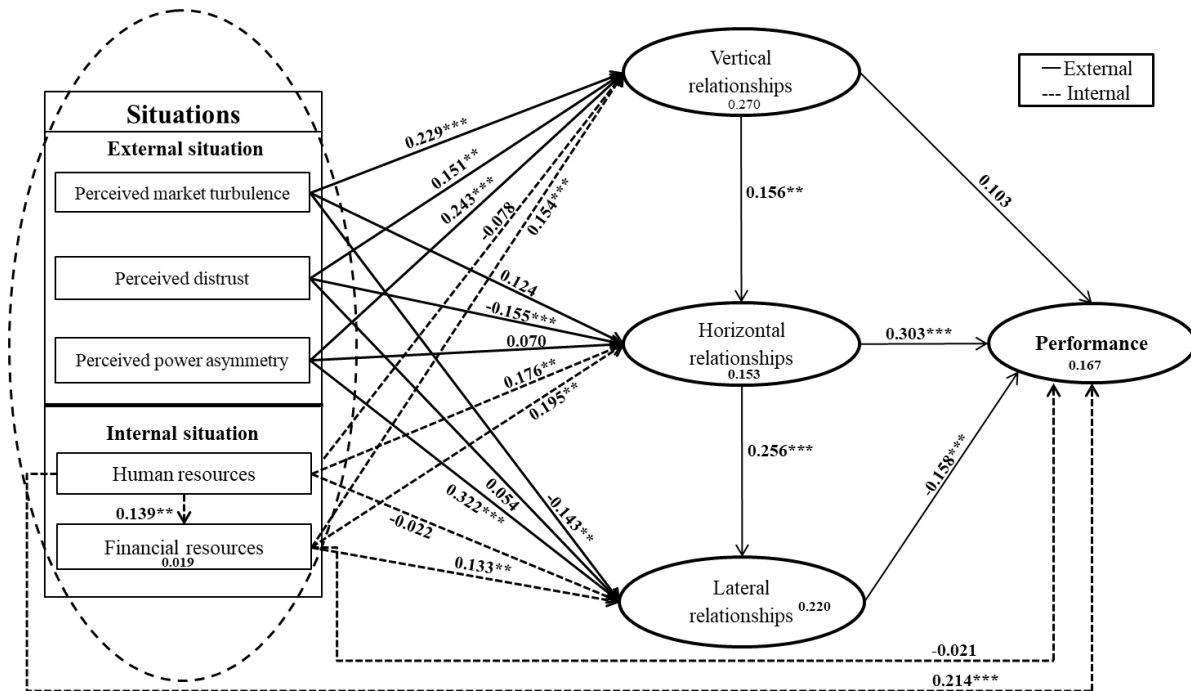 Situations
External situation
Perceived market turbulence
Perceived distrust
Perceived power asymmetry
Internal situation
Human resources
0.139**
Financial resources
0.019
0.229***
0.151**
0.243***
-0.078
0.154***
0.124
-0.155***
0.070
0.176**
0.195**
-0.143**
0.054
0.322***
-0.022
0.133**
Vertical
relationships
0.270
0.156**
Horizontal
relationships
0.153
0.256***
Lateral
relationships 0.220
0.103
0.303***
-0.158***
Performance
0.167
-0.021
0.214***
External
Internal